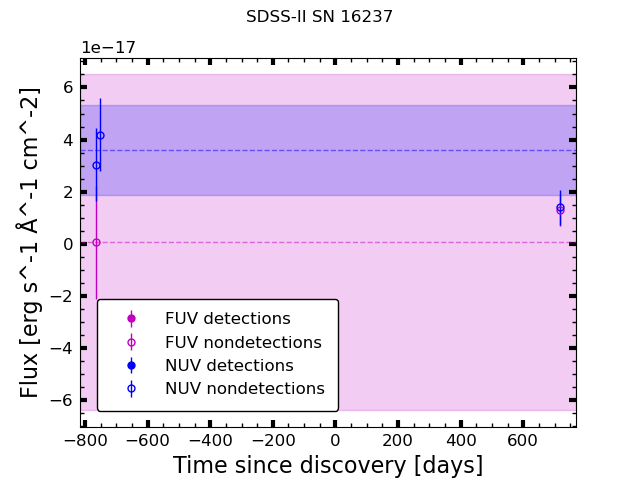 SDSS-II SN 16237
1e−17
6
4
2
0
−2
−4
−6
Flux [erg s^-1 Å^-1 cm^-2]
FUV detections
FUV nondetections
NUV detections
NUV nondetections
−800 −600 −400 −200 0 200 400 600
Time since discovery [days]